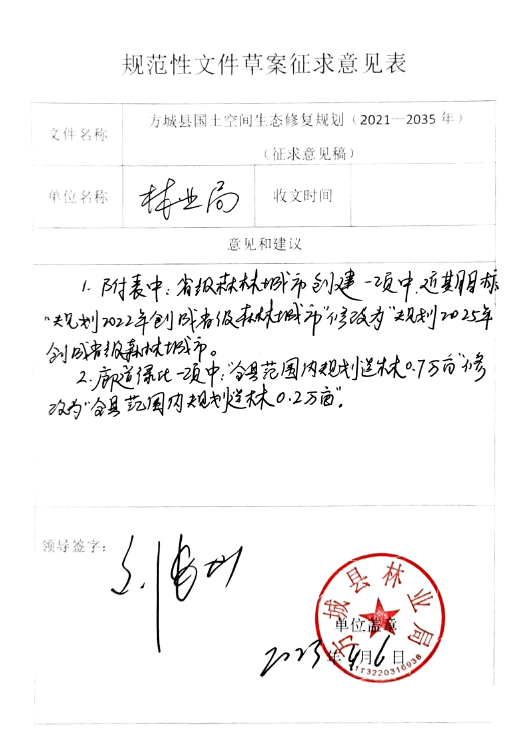 规范性文件草案征求意见表
文件名称
方城县国土空间生态修复规划（2021—2035 年）
（征求意见稿）
单位名称
林业局
收文时间
意见和建议
1. 附表中：省级森林城市创建一项中，近期目标
“规划2022年创成省级森林城市”修改为“规划2025年
创成省级森林城市。
2. 廊道绿化一项中：“全县范围内规划造林0.7万亩”修
改为“全县范围内规划造林0.2万亩”。
领导签字：
方城县林业局
单位盖章
2023年4月6日